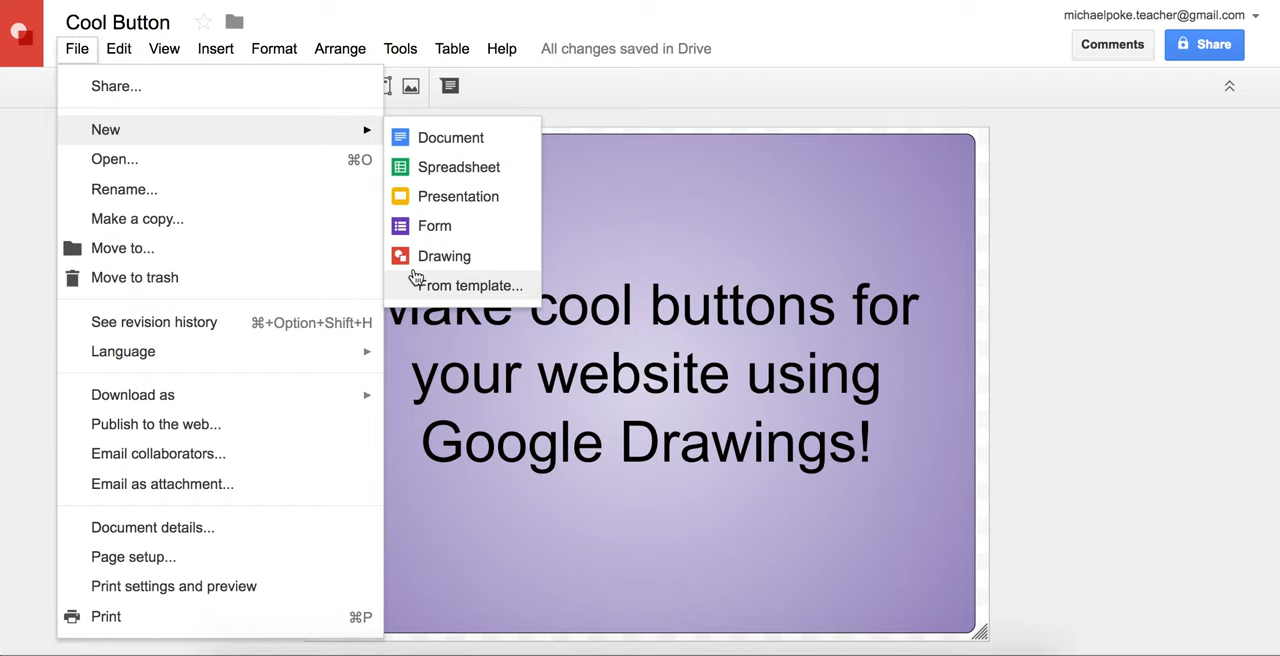 Cool Button
michaelpoke.teacher@gmail.com
File Edit View Insert Format Arrange Tools Table Help All changes saved in Drive
Comments Share
Share...
New
Open... ⌘O
Rename...
Make a copy...
Move to...
Move to trash
See revision history ⌘+Option+Shift+H
Language
Download as
Publish to the web...
Email collaborators...
Email as attachment...
Document details...
Page setup...
Print settings and preview
Print ⌘P
Document
Spreadsheet
Presentation
Form
Drawing
From template...
Make cool buttons for
your website using
Google Drawings!